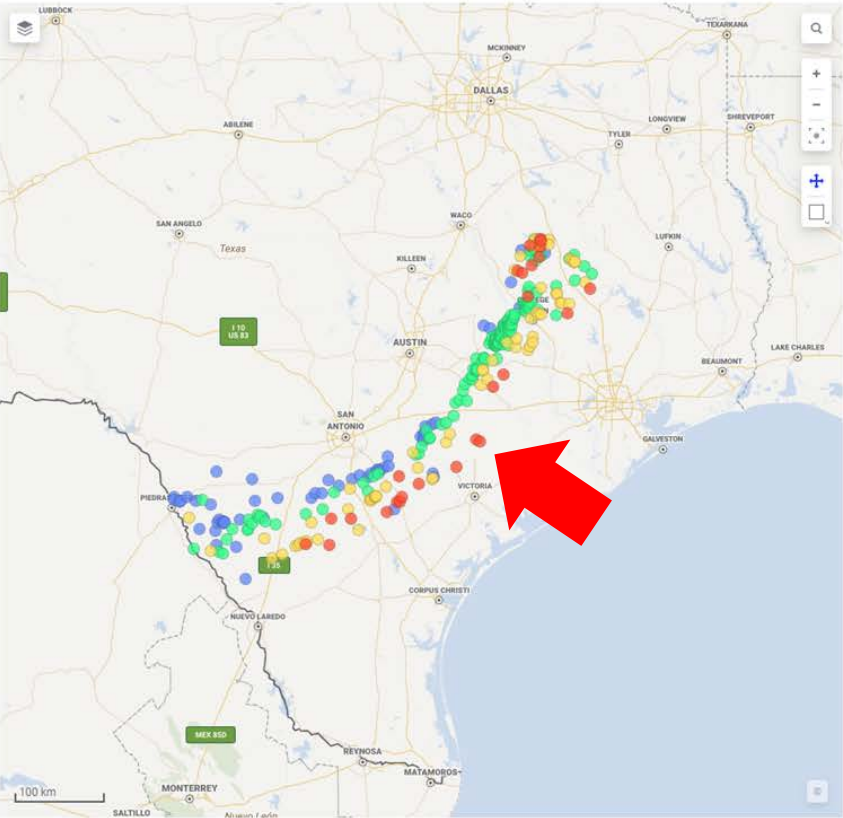 LUBBOCK
TEXARKANA
MCKINNEY
DALLAS
ABILENE
LONGVIEW
SHREVEPORT
TYLER
WACO
SAN ANGELO
Texas
LUFKIN
KILLEEN
I 10
US 83
AUSTIN
LAKE CHARLES
BEAUMONT
SAN
ANTONIO
GALVESTON
VICTORIA
PIEDRA
I 35
CORPUS CHRISTI
NUEVO LAREDO
MEX 85D
REYNOSA
MATAMOROS
MONTERREY
100 km
SALTILLO
Nuevo León